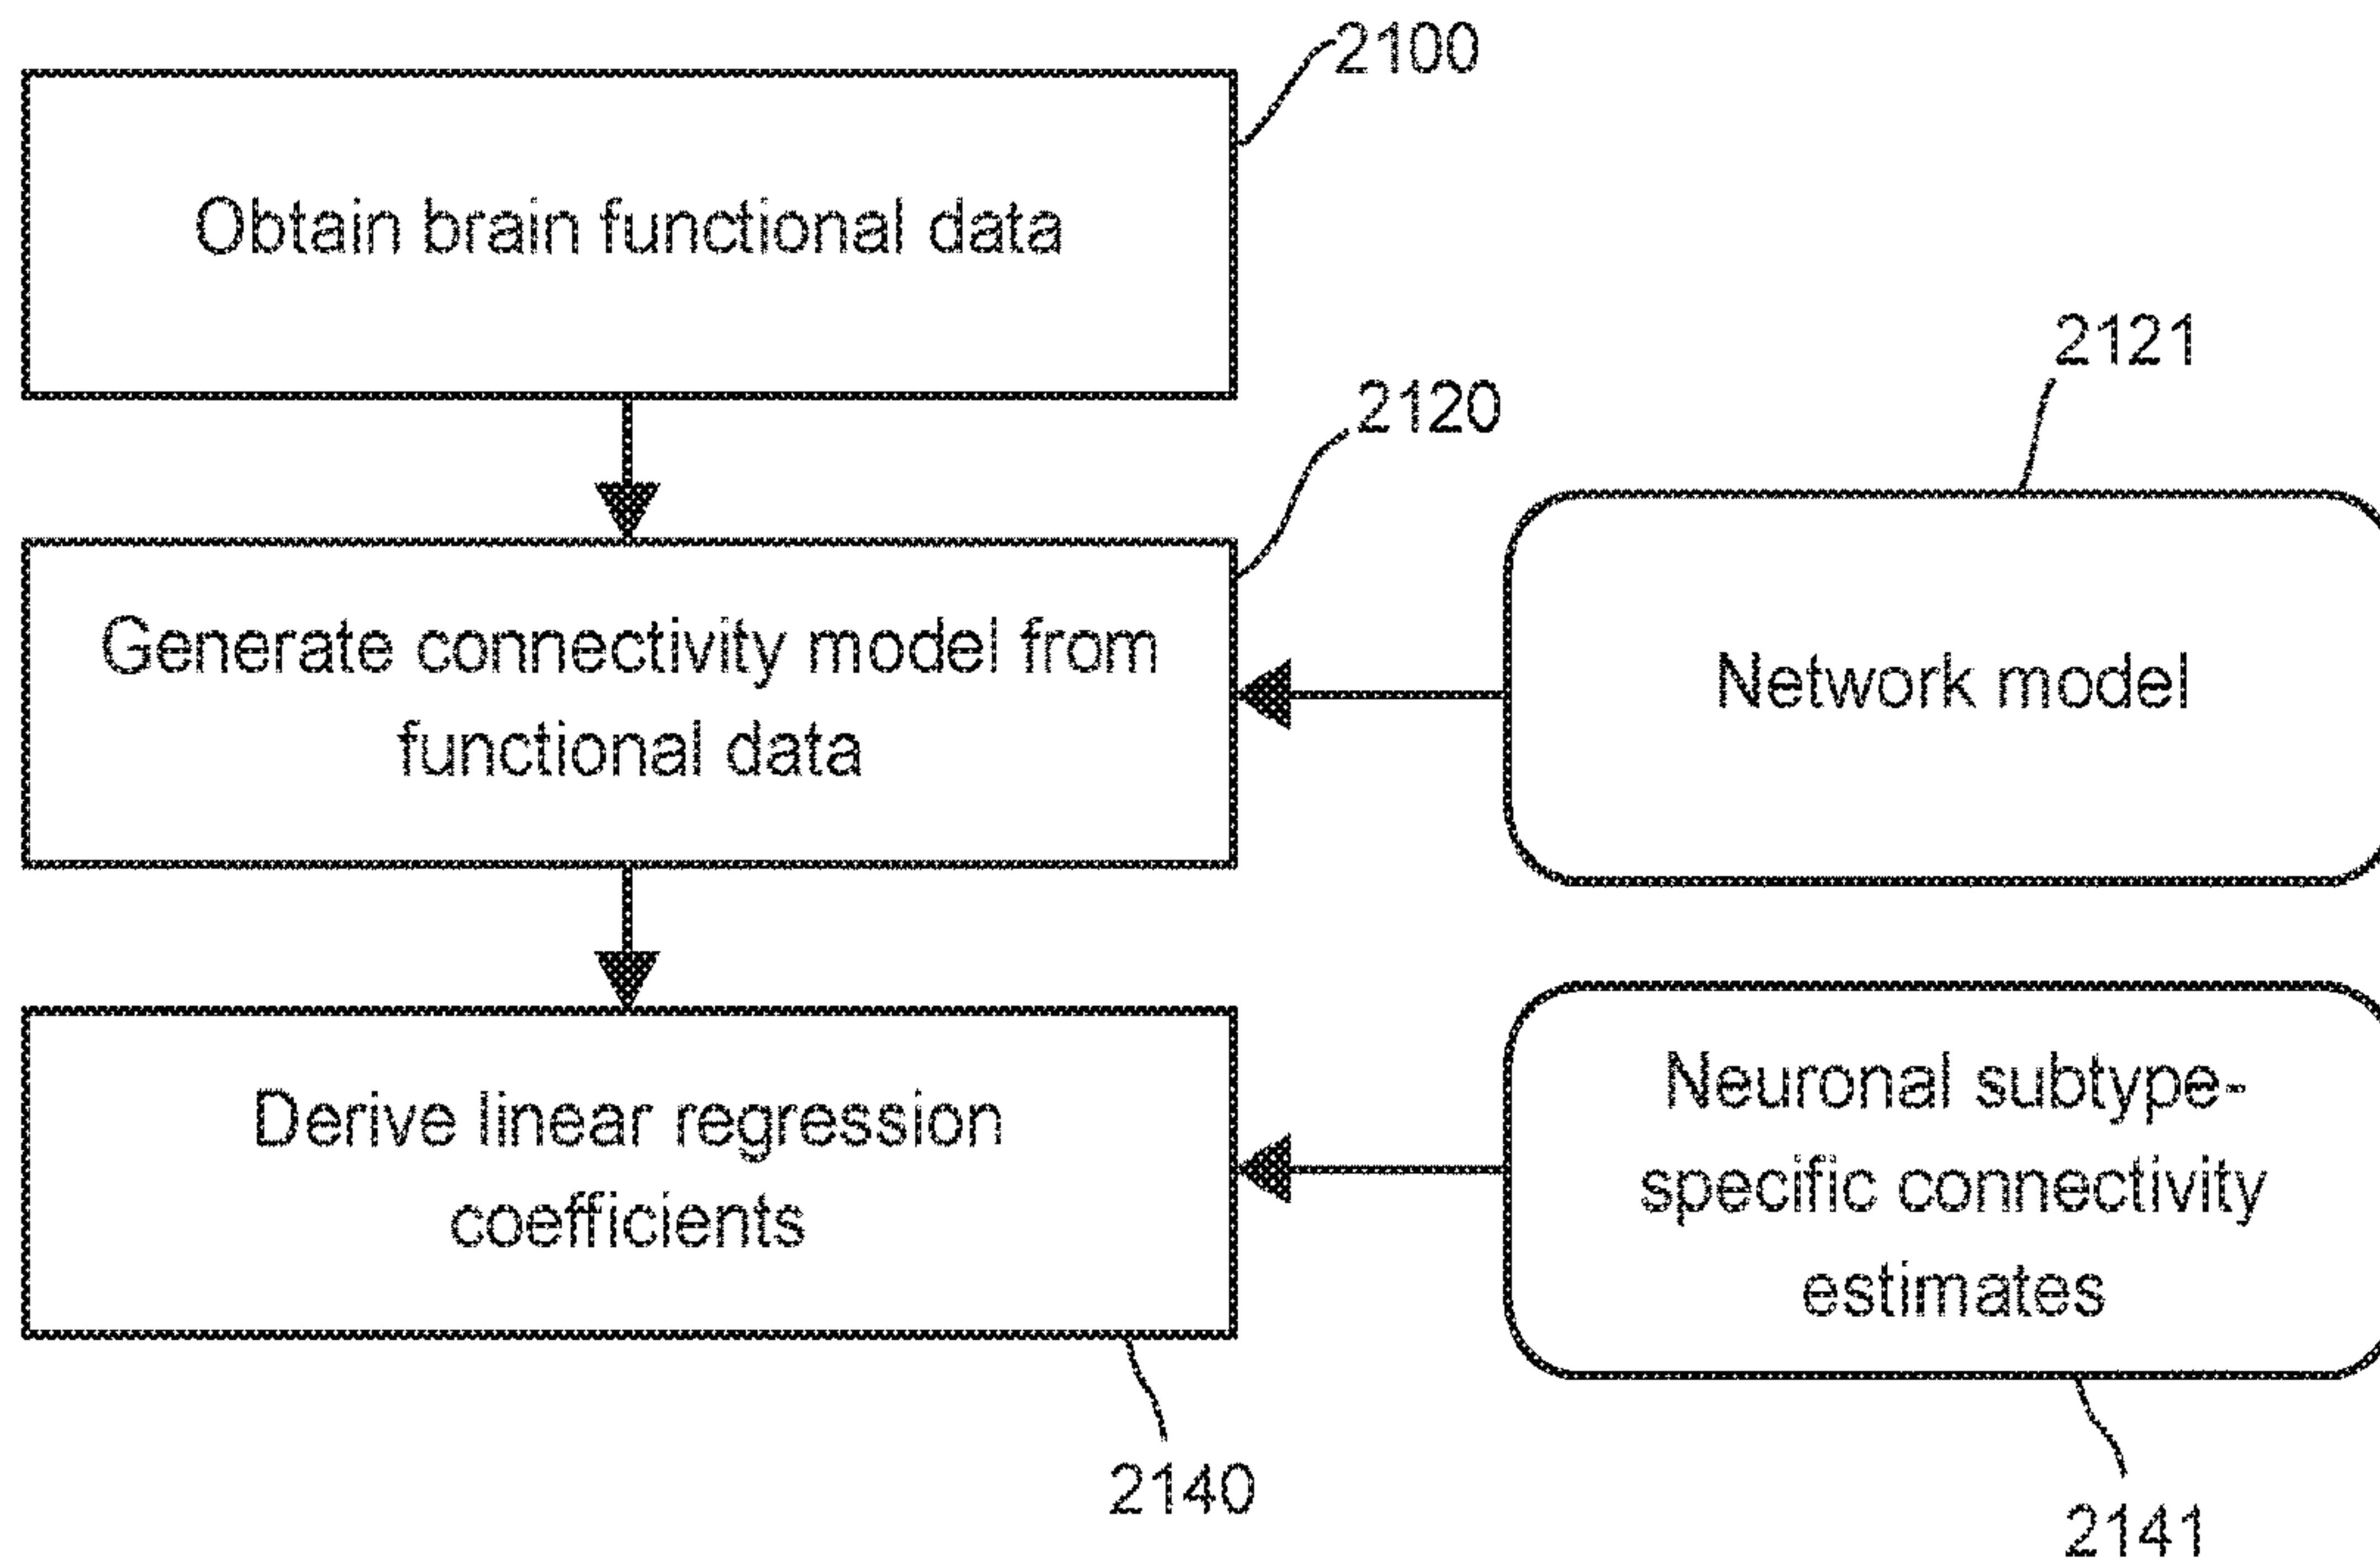 2100
Obtain brain functional data
2121
2120
Generate connectivity model from
functional data
Network model
Derive linear regression
coefficients
Neuronal subtype-
specific connectivity
estimates
2140
2141